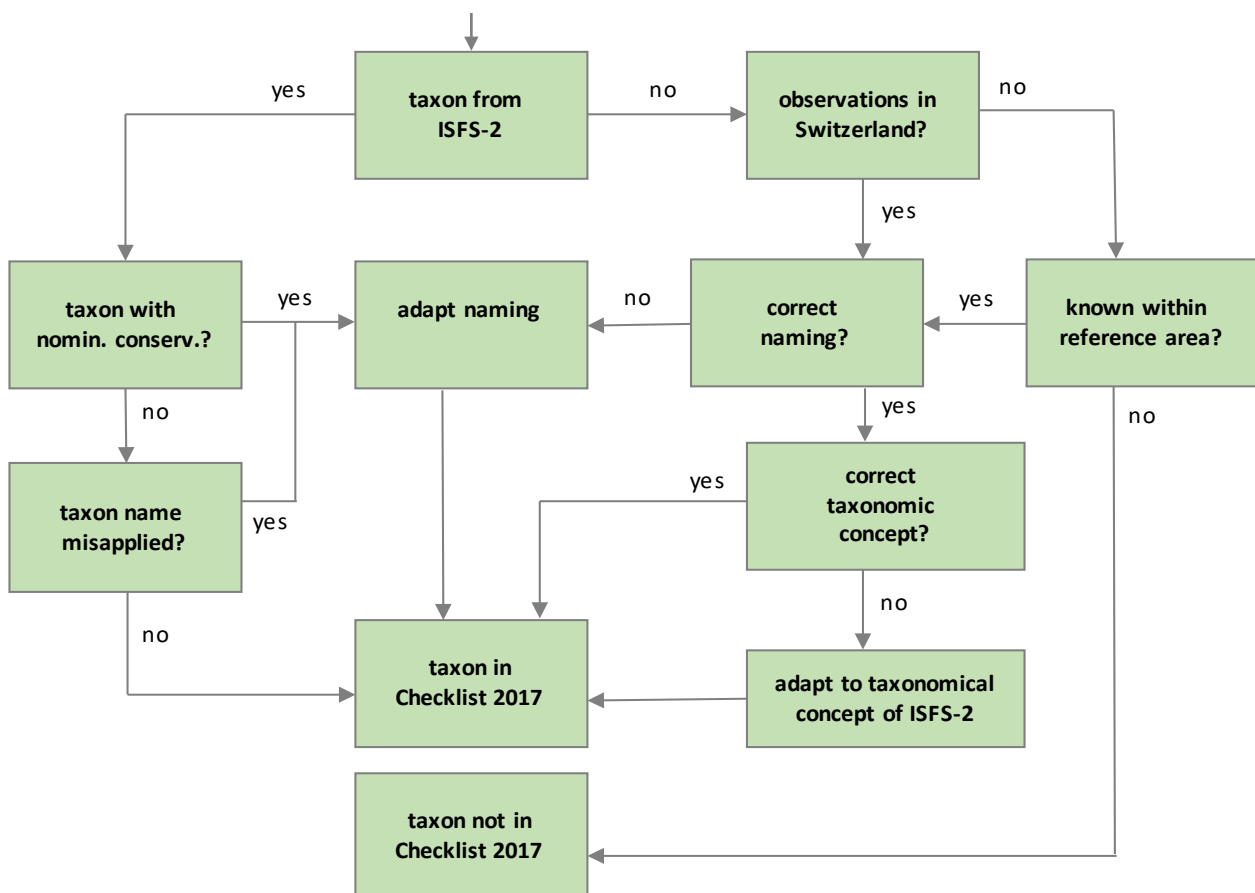 yes
taxon from
ISFS-2
no
observations in
Switzerland?
no
yes
taxon with
nomin. conserv.?
yes
adapt naming
no
correct
naming?
yes
known within
reference area?
no
yes
no
taxon name
misapplied?
yes
yes
correct
taxonomic
concept?
no
no
taxon in
Checklist 2017
adapt to taxonomical
concept of ISFS-2
taxon not in
Checklist 2017